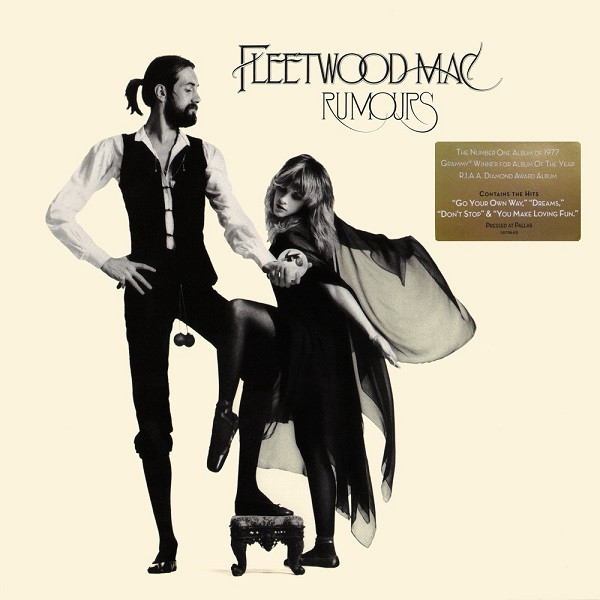 FLEETWOOD MAC
RUMOURS
THE NUMBER ONE ALBUM OF 1977
GRAMMY® WINNER FOR ALBUM OF THE YEAR
R.I.A.A. DIAMOND AWARD ALBUM
CONTAINS THE HITS
"GO YOUR OWN WAY," "DREAMS,"
"DON'T STOP" & "YOU MAKE LOVING FUN."
PRESSED AT PALLAS